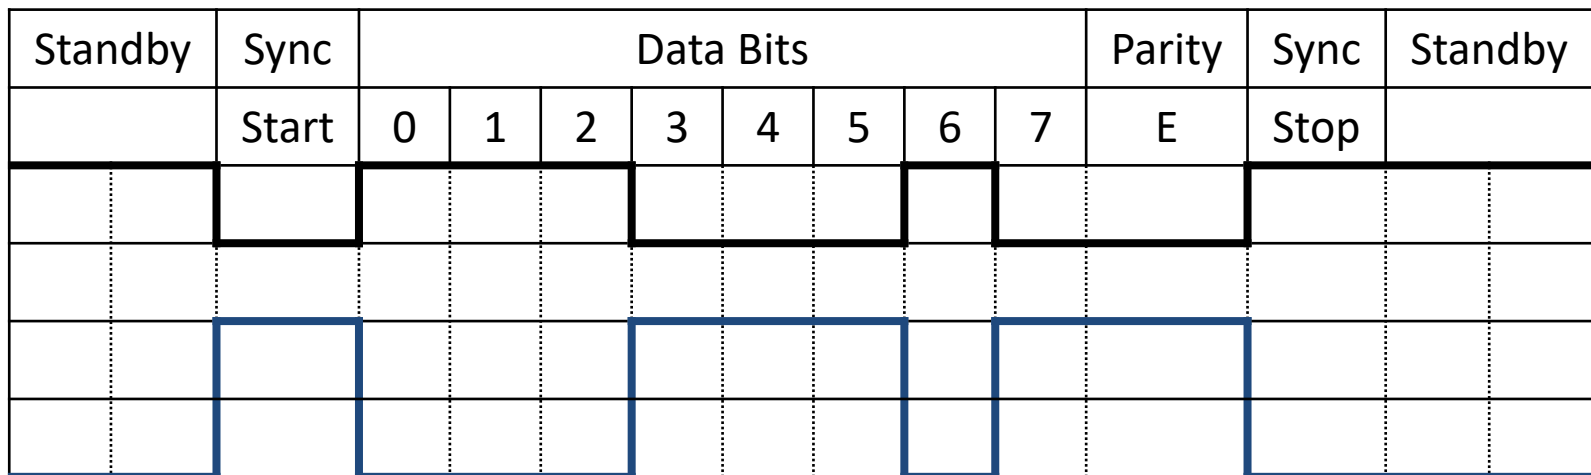 Standby Sync Data Bits Parity Sync Standby
Start 0 1 2 3 4 5 6 7 E Stop